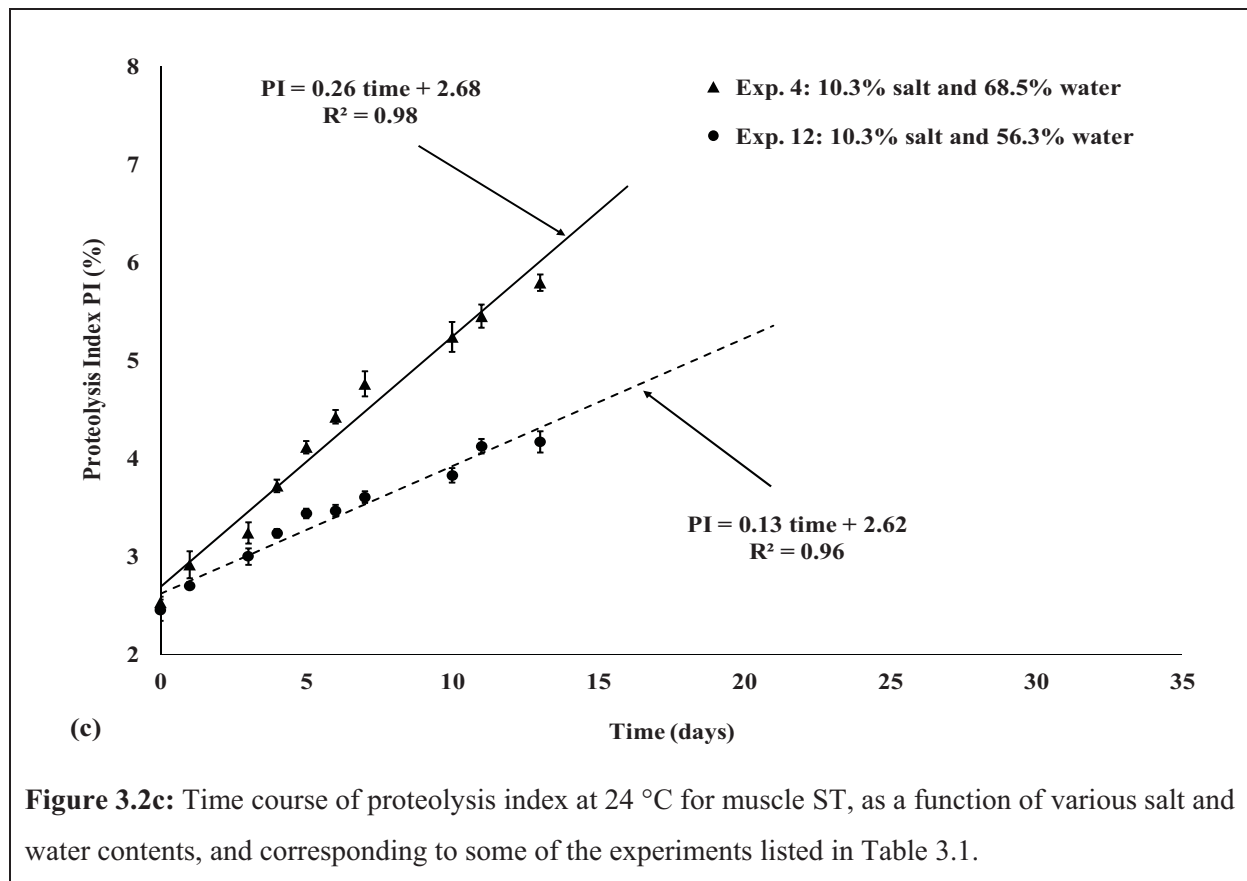 8
PI = 0.26 time + 2.68
R² = 0.98
Exp. 4: 10.3% salt and 68.5% water
Exp. 12: 10.3% salt and 56.3% water
7
6
5
4
3
2
Proteolysis Index PI (%)
PI = 0.13 time + 2.62
R² = 0.96
0 5 10 15 20 25 30 35
(c)
Time (days)
Figure 3.2c: Time course of proteolysis index at 24 °C for muscle ST, as a function of various salt and
water contents, and corresponding to some of the experiments listed in Table 3.1.